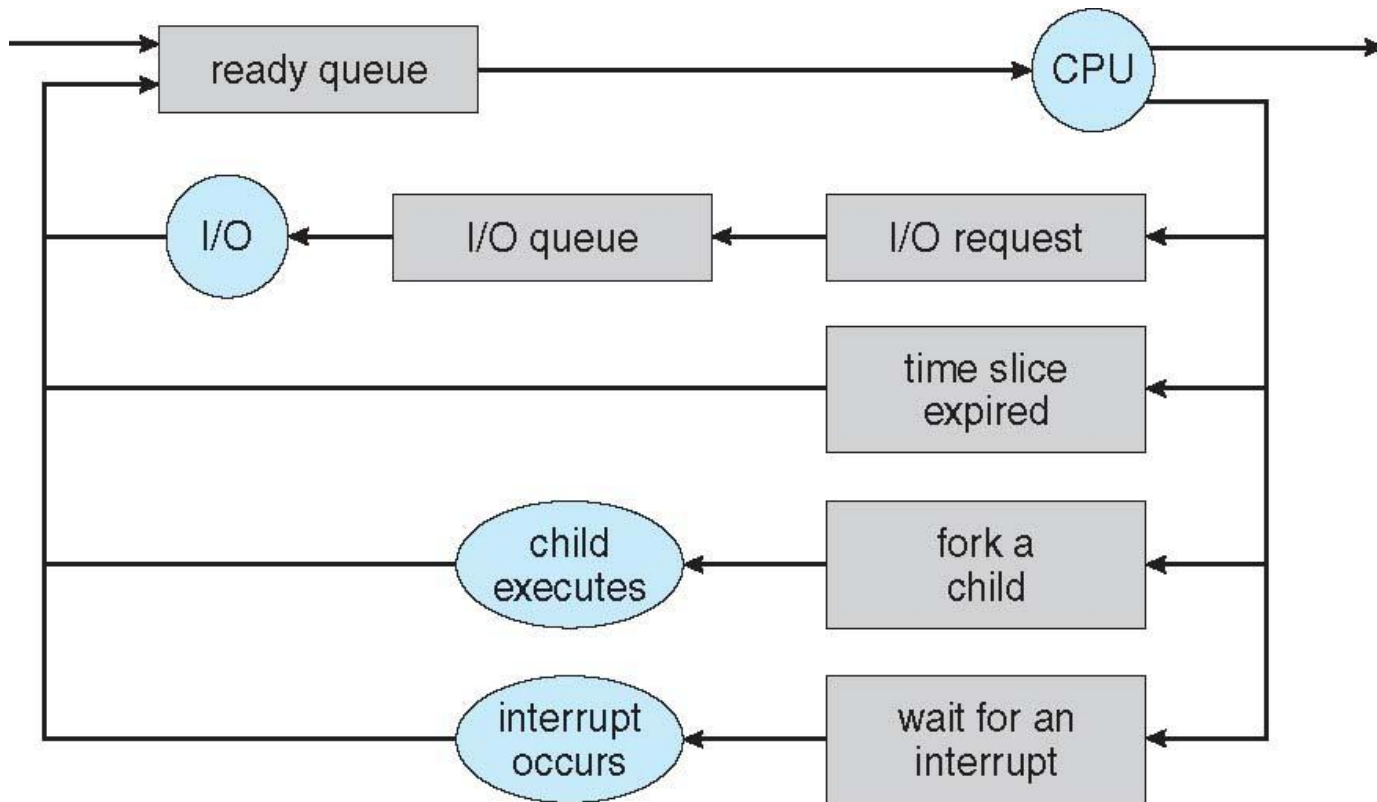 ready queue
CPU
I/O
I/O queue
I/O request
time slice
expired
child
executes
fork a
child
interrupt
occurs
wait for an
interrupt